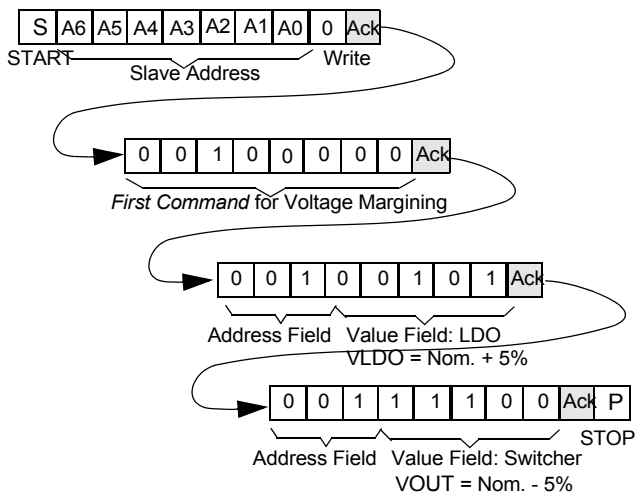 S A6 A5 A4 A3 A2 A1 A0 0 Ack
START Slave Address Write
0 0 1 0 0 0 0 0 Ack
First Command for Voltage Margining
0 0 1 0 0 1 0 1 Ack
Address Field Value Field: LDO
VLDO = Nom. + 5%
0 0 1 1 1 1 0 0 Ack P
STOP
Address Field Value Field: Switcher
VOUT = Nom. - 5%